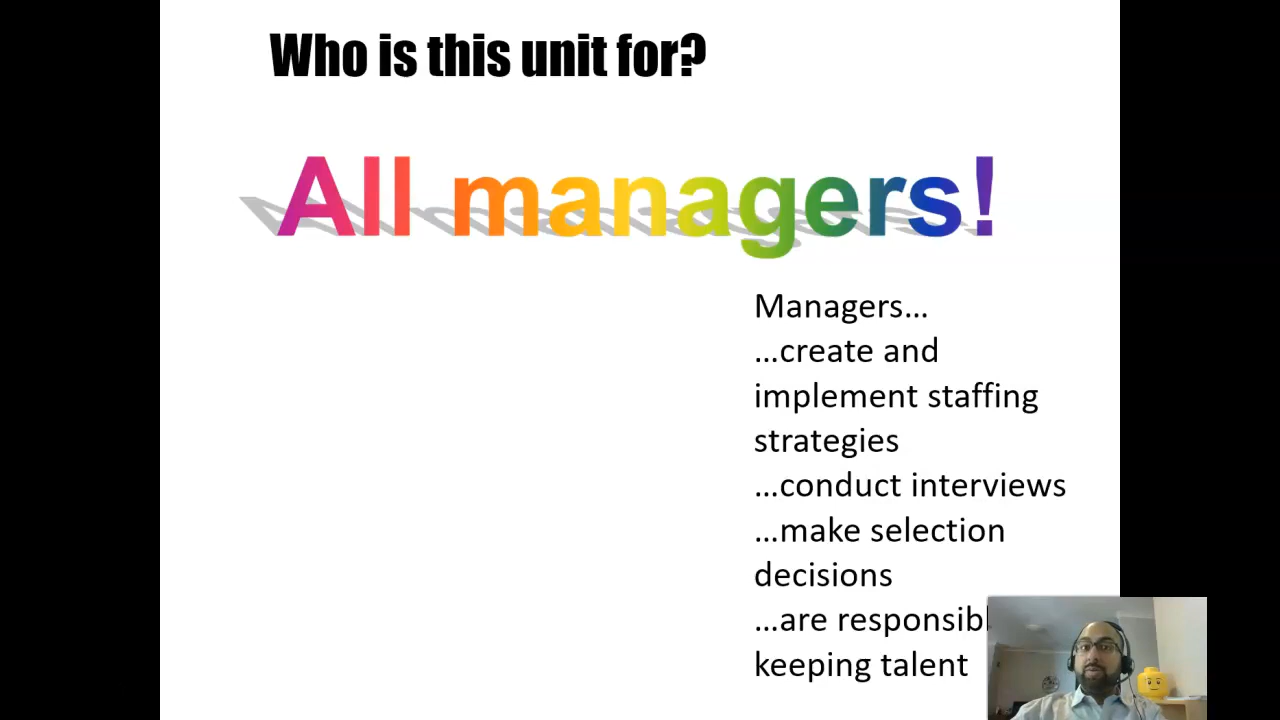 Who is this unit for?
All managers!
Managers…
…create and
implement staffing
strategies
…conduct interviews
…make selection
decisions
…are
keeping talent